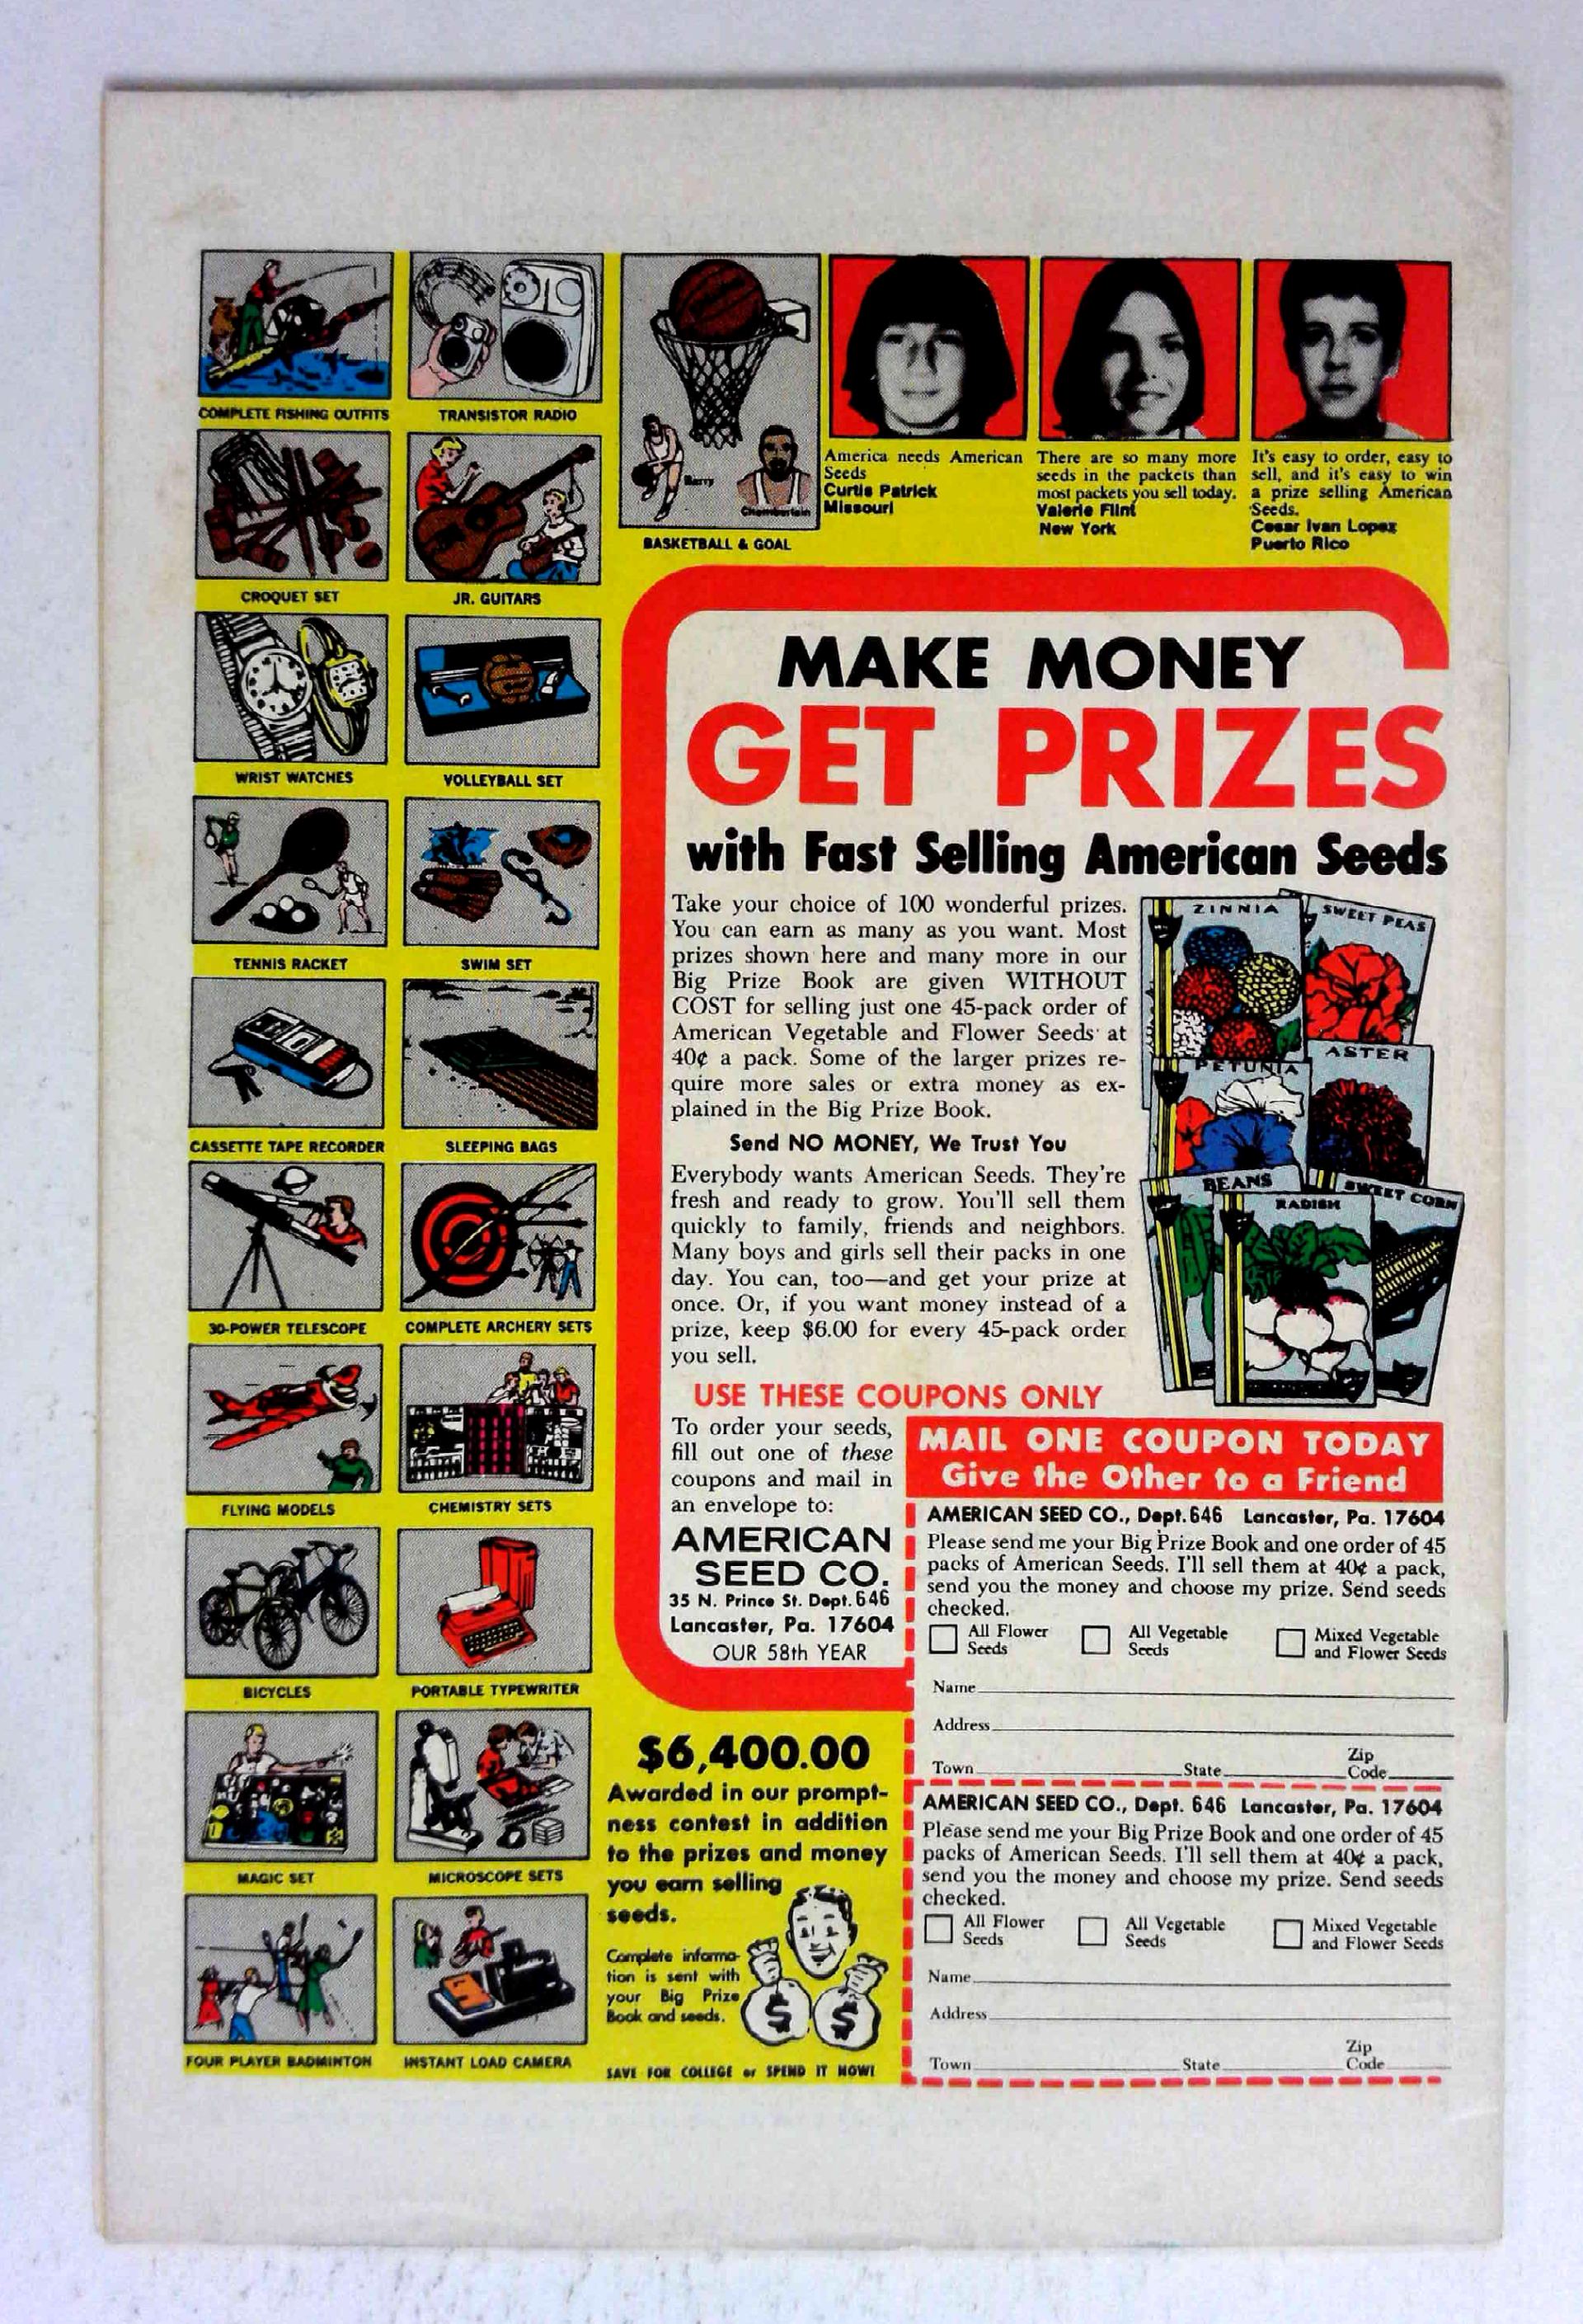 COMPLETE FISHING OUTFITS
TRANSISTOR RADIO
CROQUET SET
JR. GUITARS
WRIST WATCHES
VOLLEYBALL SET
TENNIS RACKET
SWIM SET
CASSETTE TAPE RECORDER
SLEEPING BAGS
30-POWER TELESCOPE
COMPLETE ARCHERY SETS
FLYING MODELS
CHEMISTRY SETS
BICYCLES
PORTABLE TYPEWRITER
MAGIC SET
MICROSCOPE SETS
FOUR PLAYER BADMINTON
INSTANT LOAD CAMERA
Barry
Chamberlain
BASKETBALL & GOAL
America needs American
Seeds
Curtis Patrick
Missouri
There are so many more
seeds in the packets than
most packets you sell today.
Valerie Flint
New York
It's easy to order, easy to
sell, and it's easy to win
a prize selling American
Seeds.
Cesar Ivan Lopez
Puerto Rico
MAKE MONEY
GET PRIZES
with Fast Selling American Seeds
Take your choice of 100 wonderful prizes.
You can earn as many as you want. Most
prizes shown here and many more in our
Big Prize Book are given WITHOUT
COST for selling just one 45-pack order of
American Vegetable and Flower Seeds at
40¢ a pack. Some of the larger prizes re-
quire more sales or extra money as ex-
plained in the Big Prize Book.
Send NO MONEY, We Trust You
Everybody wants American Seeds. They're
fresh and ready to grow. You'll sell them
quickly to family, friends and neighbors.
Many boys and girls sell their packs in one
day. You can, too—and get your prize at
once. Or, if you want money instead of a
prize, keep $6.00 for every 45-pack order
you sell.
ZINNIA
SWEET PEAS
PETUNIA
ASTER
BEANS
RADISH
SWEET CORN
USE THESE COUPONS ONLY
To order your seeds,
fill out one of these
coupons and mail in
an envelope to:
AMERICAN
SEED CO.
35 N. Prince St. Dept. 646
Lancaster, Pa. 17604
OUR 58th YEAR
$6,400.00
Awarded in our prompt-
ness contest in addition
to the prizes and money
you earn selling
seeds.
Complete informa-
tion is sent with
your Big Prize
Book and seeds.
$
$
SAVE FOR COLLEGE or SPEND IT NOW!
MAIL ONE COUPON TODAY
Give the Other to a Friend
AMERICAN SEED CO., Dept. 646 Lancaster, Pa. 17604
Please send me your Big Prize Book and one order of 45
packs of American Seeds. I'll sell them at 40¢ a pack,
send you the money and choose my prize. Send seeds
checked.
All Flower
Seeds
All Vegetable
Seeds
Mixed Vegetable
and Flower Seeds
Name
Address
Town State Zip
Code
AMERICAN SEED CO., Dept. 646 Lancaster, Pa. 17604
Please send me your Big Prize Book and one order of 45
packs of American Seeds. I'll sell them at 40¢ a pack,
send you the money and choose my prize. Send seeds
checked.
All Flower
Seeds
All Vegetable
Seeds
Mixed Vegetable
and Flower Seeds
Name
Address
Town State Zip
Code